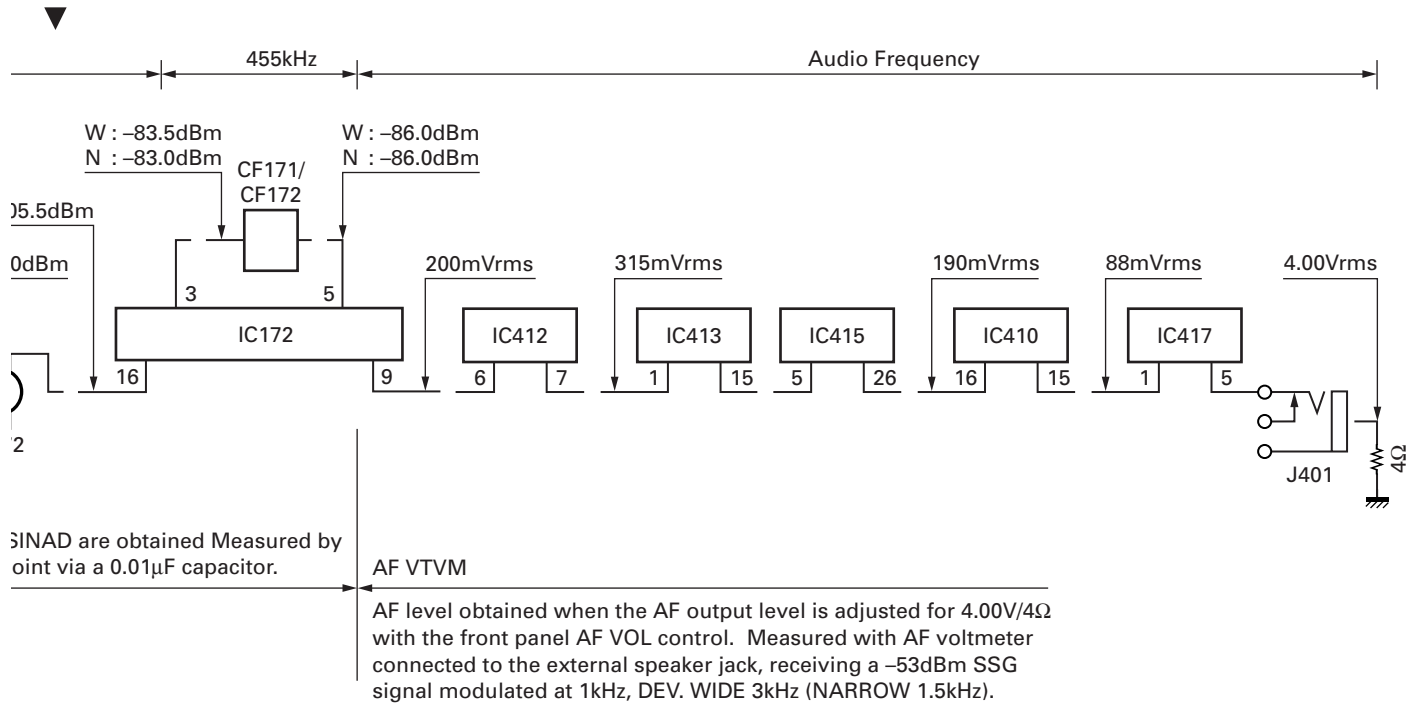 455kHz
Audio Frequency
W : –83.5dBm
N : –83.0dBm
W : –86.0dBm
N : –86.0dBm
CF171/
CF172
05.5dBm
0dBm
200mVrms
315mVrms
190mVrms
88mVrms
4.00Vrms
3
5
IC172
IC412
IC413
IC415
IC410
IC417
16
9
6
7
1
15
5
26
16
15
1
5
2
J401
4Ω
SINAD are obtained Measured by
oint via a 0.01µF capacitor.
AF VTVM
AF level obtained when the AF output level is adjusted for 4.00V/4Ω
with the front panel AF VOL control. Measured with AF voltmeter
connected to the external speaker jack, receiving a –53dBm SSG
signal modulated at 1kHz, DEV. WIDE 3kHz (NARROW 1.5kHz).